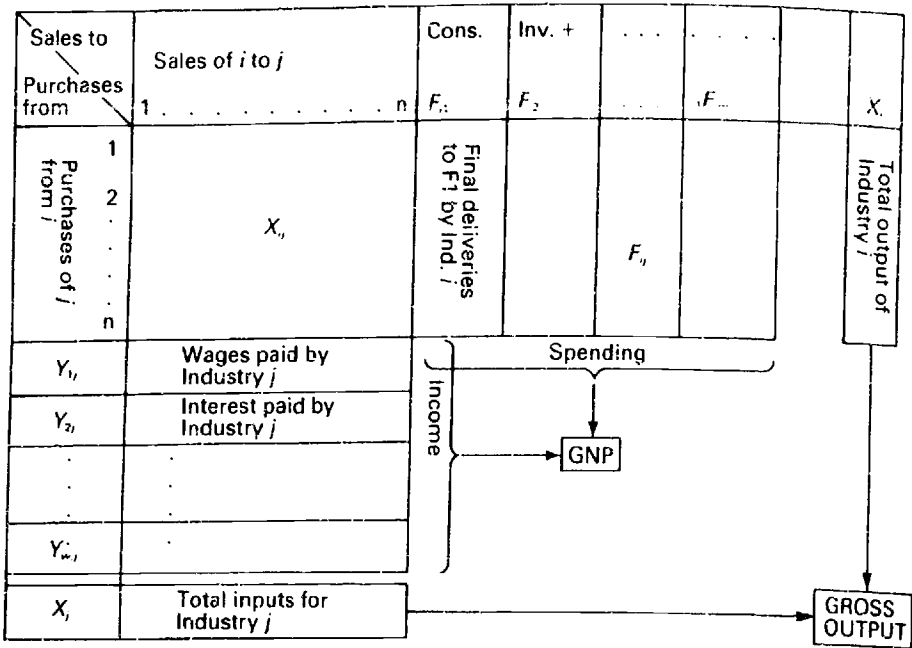 Sales to
Purchases
from
Sales of i to j
1 . . . . . . . . . . n
Cons.
Inv. +
. . .
. . . . .
F₂
. . . .
X
Purchases of j
from i
1
2
.
.
.
.
n
Xij
Final deliveries
to F1 by Ind. i
Fij
Total output of
Industry i
Y₁j
Wages paid by
Industry j
Y₂j
Interest paid by
Industry j
Income
Spending
GNP
.
.
.
.
Xj
Total inputs for
Industry j
GROSS
OUTPUT